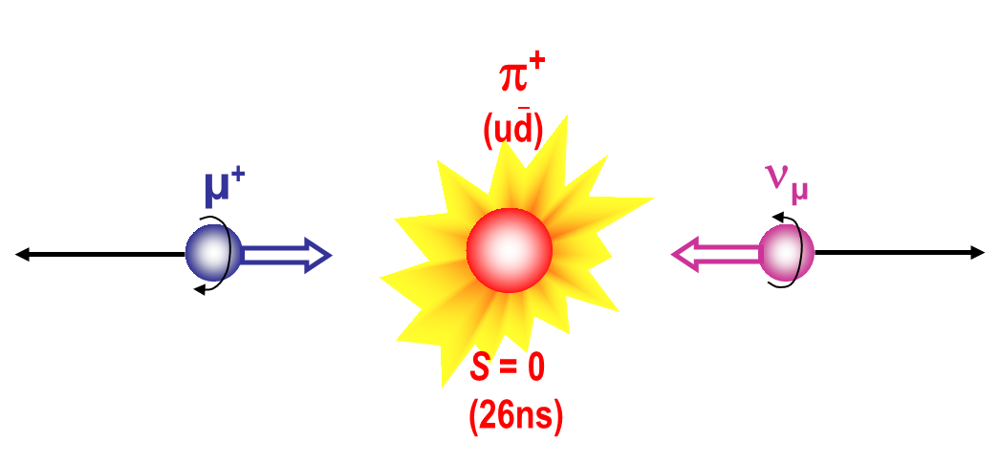 π⁺
(ud̄)
μ⁺
ν_μ
S = 0
(26ns)